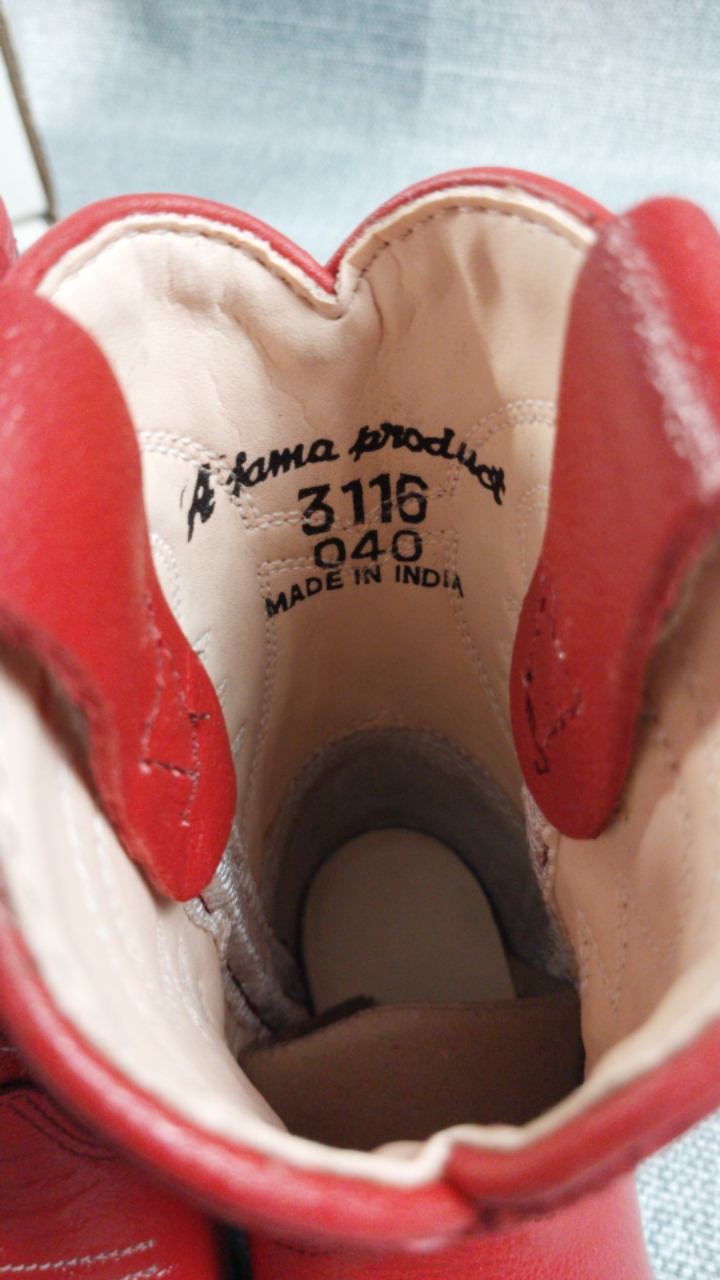 A fama product
3116
040
MADE IN INDIA